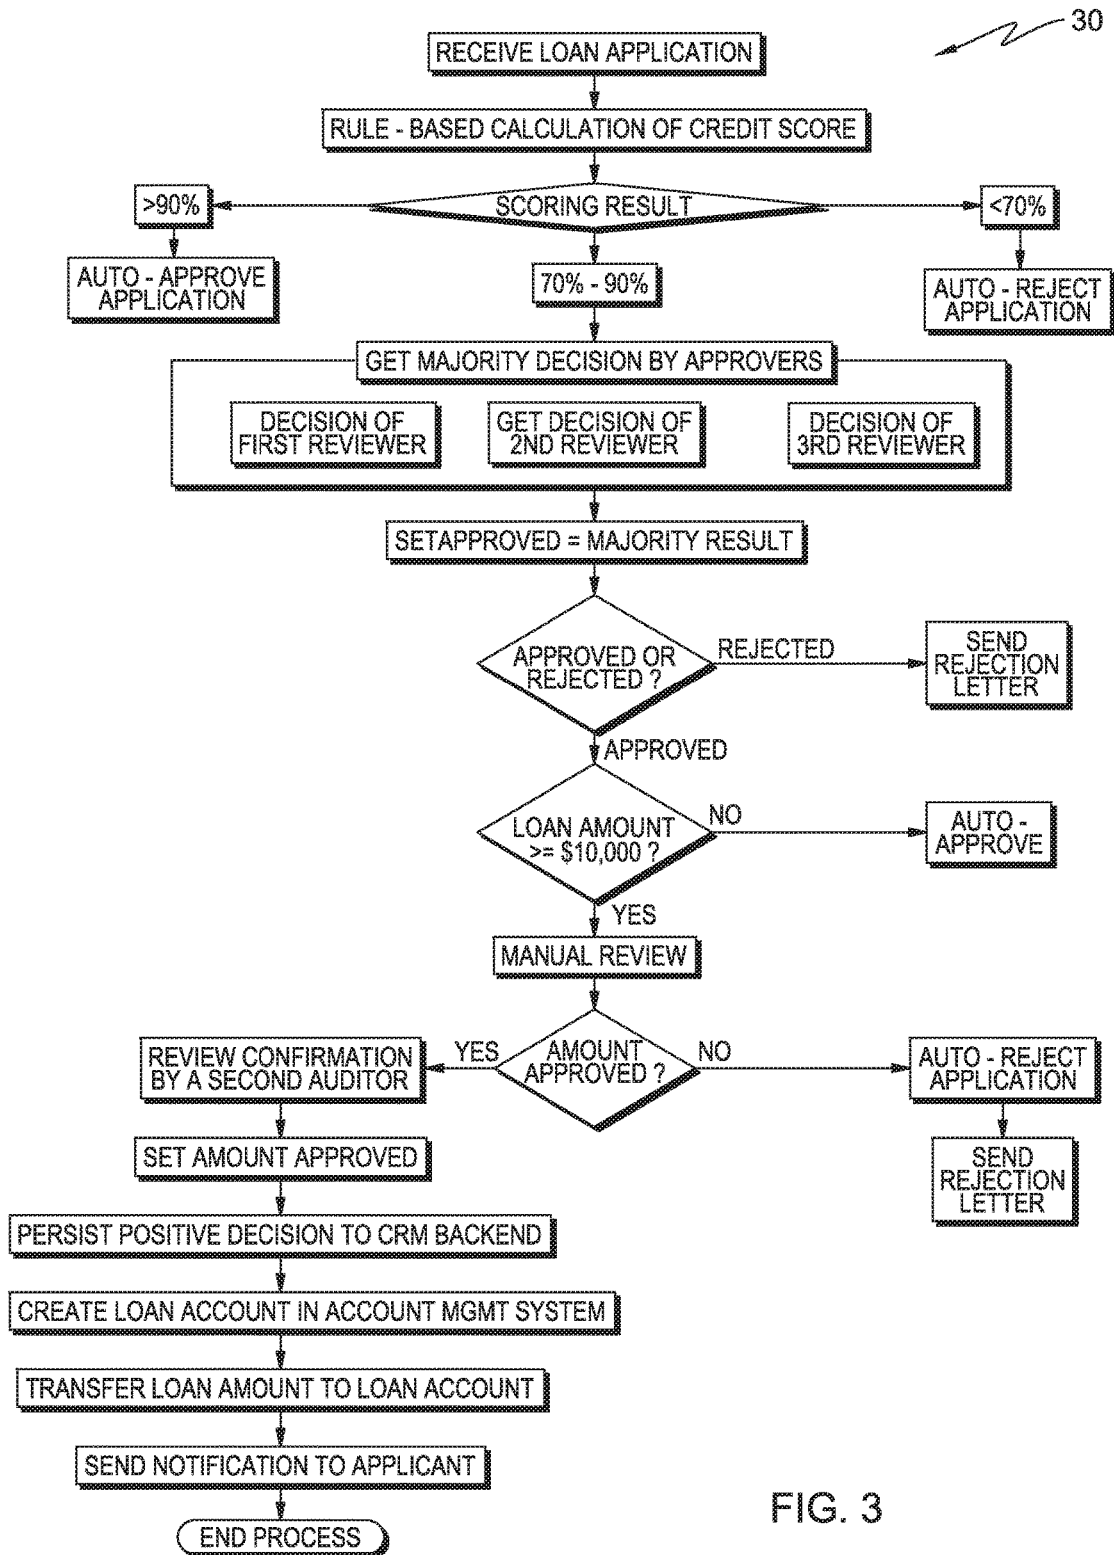 30
RECEIVE LOAN APPLICATION
RULE - BASED CALCULATION OF CREDIT SCORE
>90%
SCORING RESULT
<70%
AUTO - APPROVE
APPLICATION
70% - 90%
AUTO - REJECT
APPLICATION
GET MAJORITY DECISION BY APPROVERS
DECISION OF
FIRST REVIEWER
GET DECISION OF
2ND REVIEWER
DECISION OF
3RD REVIEWER
SETAPPROVED = MAJORITY RESULT
APPROVED OR
REJECTED ?
REJECTED
SEND
REJECTION
LETTER
APPROVED
LOAN AMOUNT
>= $10,000 ?
NO
AUTO -
APPROVE
YES
MANUAL REVIEW
AMOUNT
APPROVED ?
YES
REVIEW CONFIRMATION
BY A SECOND AUDITOR
NO
AUTO - REJECT
APPLICATION
SET AMOUNT APPROVED
SEND
REJECTION
LETTER
PERSIST POSITIVE DECISION TO CRM BACKEND
CREATE LOAN ACCOUNT IN ACCOUNT MGMT SYSTEM
TRANSFER LOAN AMOUNT TO LOAN ACCOUNT
SEND NOTIFICATION TO APPLICANT
END PROCESS
FIG. 3